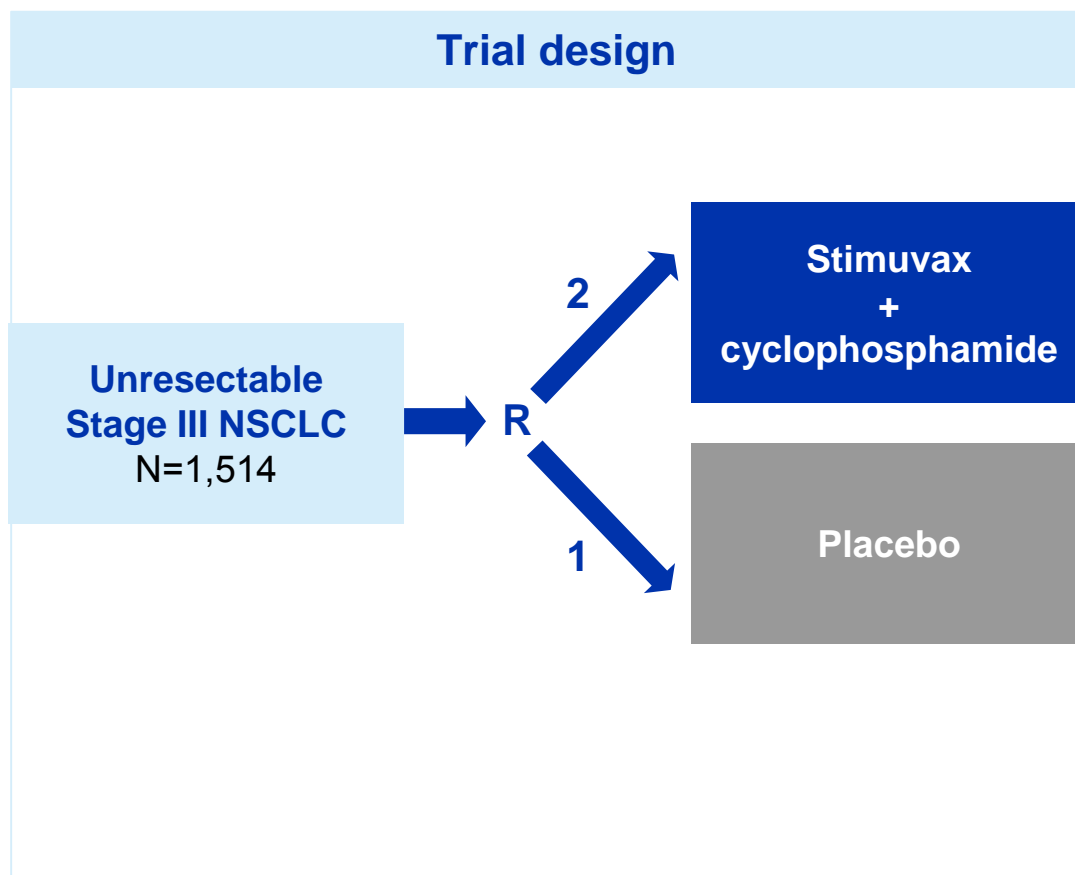 Trial design
Unresectable
Stage III NSCLC
N=1,514
R
2
1
Stimuvax
+
cyclophosphamide
Placebo